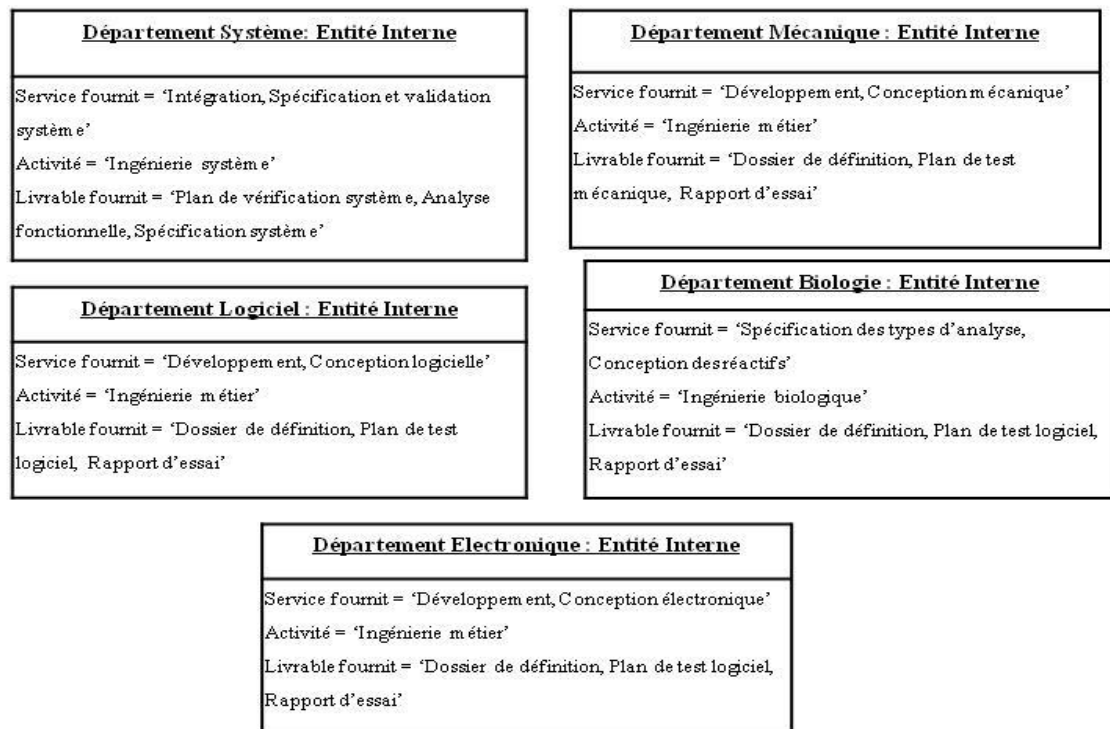 Département Système: Entité Interne
Service fournit = ‘Intégration, Spécification et validation
système’
Activité = ‘Ingénierie système’
Livrable fournit = ‘Plan de vérification système, Analyse
fonctionnelle, Spécification système’
Département Mécanique : Entité Interne
Service fournit = ‘Développement, Conception mécanique’
Activité = ‘Ingénierie métier’
Livrable fournit = ‘Dossier de définition, Plan de test
mécanique, Rapport d’essai’
Département Logiciel : Entité Interne
Service fournit = ‘Développement, Conception logicielle’
Activité = ‘Ingénierie métier’
Livrable fournit = ‘Dossier de définition, Plan de test
logiciel, Rapport d’essai’
Département Biologie : Entité Interne
Service fournit = ‘Spécification des types d’analyse,
Conception des réactifs’
Activité = ‘Ingénierie biologique’
Livrable fournit = ‘Dossier de définition, Plan de test logiciel,
Rapport d’essai’
Département Electronique : Entité Interne
Service fournit = ‘Développement, Conception électronique’
Activité = ‘Ingénierie métier’
Livrable fournit = ‘Dossier de définition, Plan de test logiciel,
Rapport d’essai’